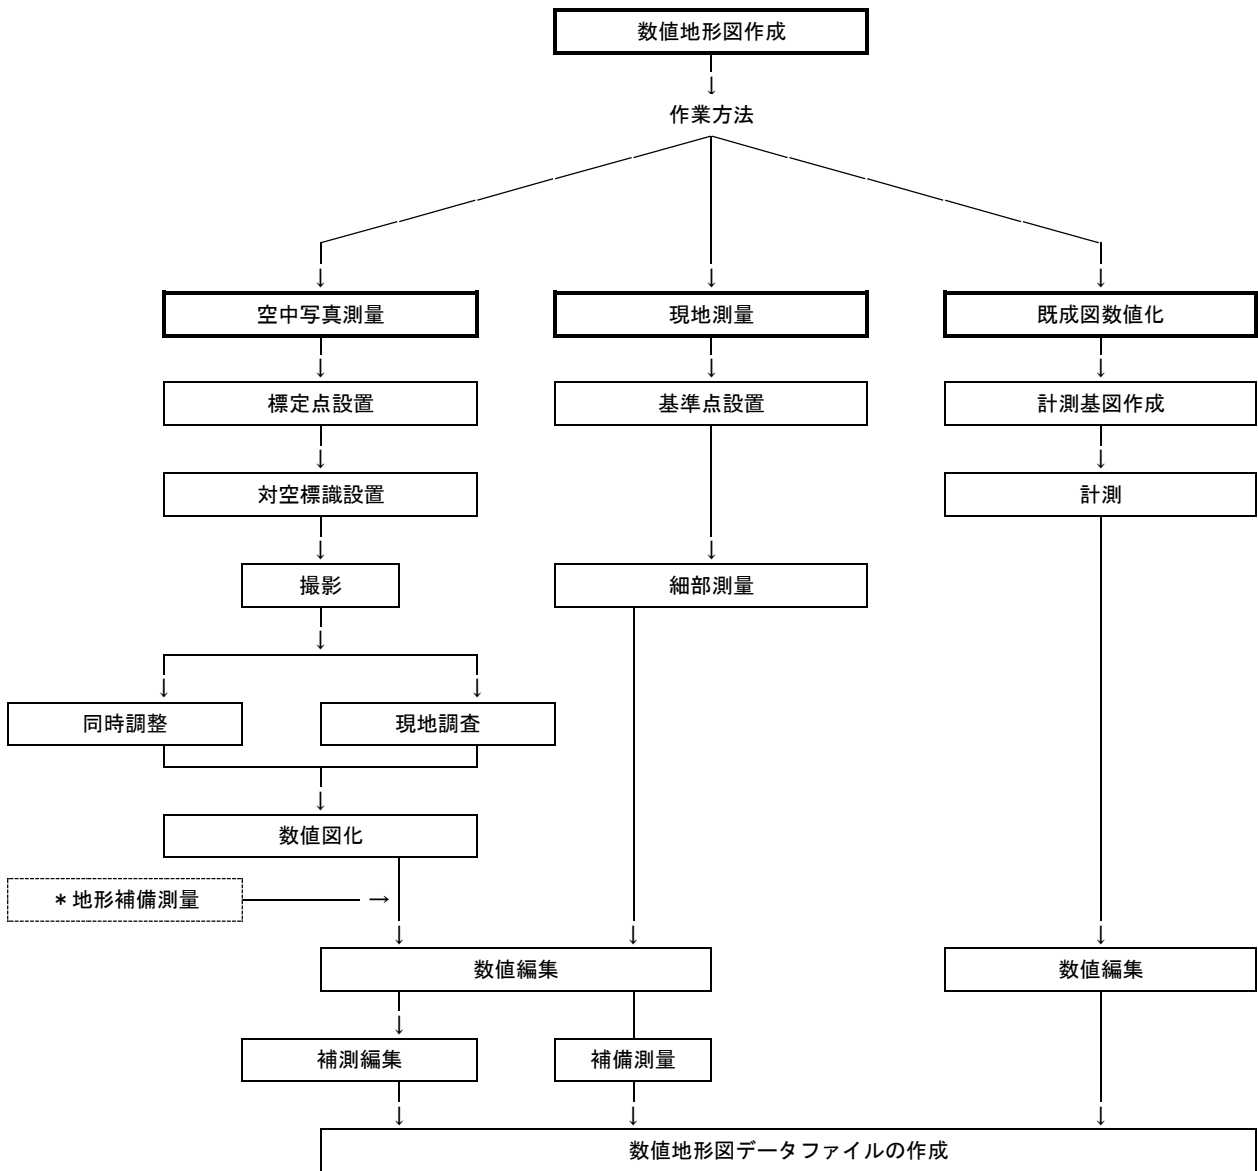 数値地形図作成
↓
作業方法
↓ ↓ ↓
空中写真測量 現地測量 既成図数値化
↓ ↓ ↓
標定点設置 基準点設置 計測基図作成
↓ ↓
対空標識設置 計測
↓ ↓
撮影 細部測量
↓
↓ ↓
同時調整 現地調査
↓
数値図化
*地形補備測量 →
↓ ↓ ↓
数値編集 数値編集
↓
補測編集 補備測量
↓ ↓ ↓
数値地形図データファイルの作成